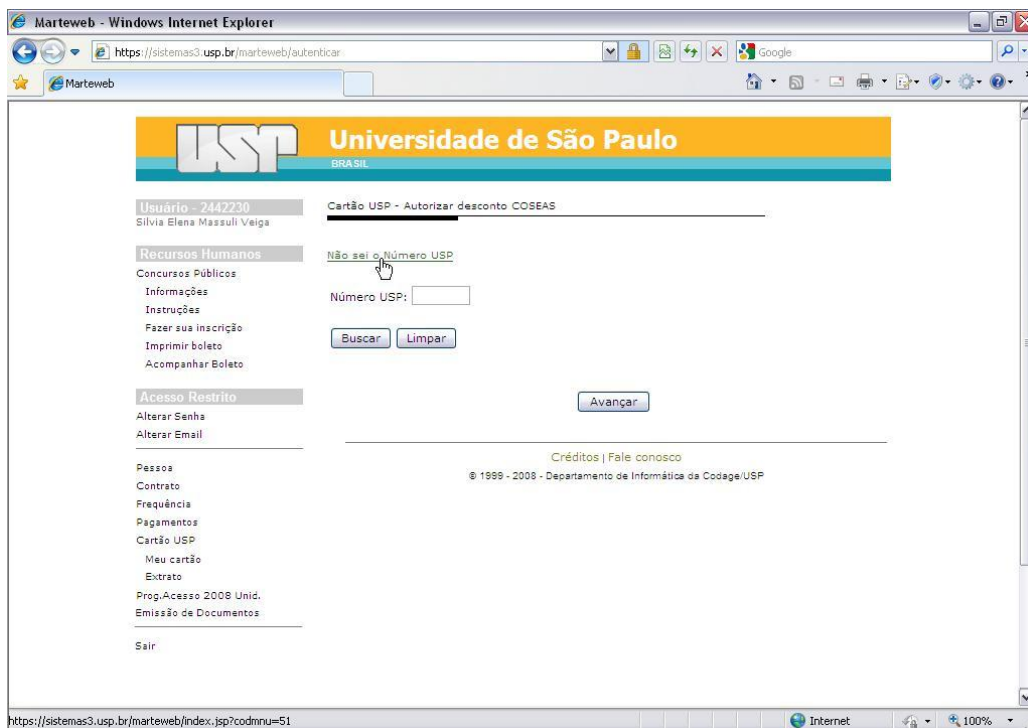 Marteweb - Windows Internet Explorer
https://sistemas3.usp.br/marteweb/autenticar
Google
Marteweb
USP
Universidade de São Paulo
BRASIL
Usuário - 2442230
Silvia Elena Massuli Veiga
Recursos Humanos
Concursos Públicos
Informações
Instruções
Fazer sua inscrição
Imprimir boleto
Acompanhar Boleto
Acesso Restrito
Alterar Senha
Alterar Email
Pessoa
Contrato
Frequência
Pagamentos
Cartão USP
Meu cartão
Extrato
Prog.Acesso 2008 Unid.
Emissão de Documentos
Sair
Cartão USP - Autorizar desconto COSEAS
Não sei o Número USP
Número USP:
Buscar Limpar
Avançar
Créditos | Fale conosco
© 1999 - 2008 - Departamento de Informática da Codage/USP
https://sistemas3.usp.br/marteweb/index.jsp?codmnu=51
Internet
100%